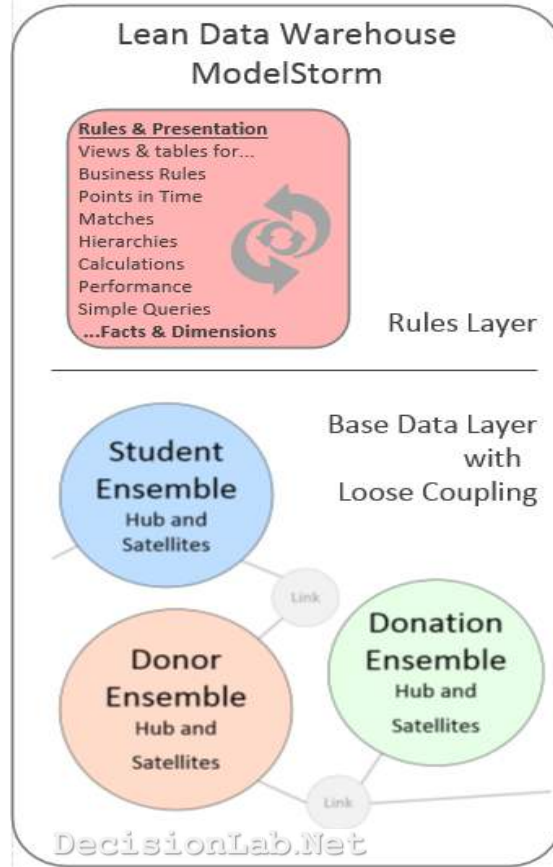 Lean Data Warehouse
ModelStorm
Rules & Presentation
Views & tables for...
Business Rules
Points in Time
Matches
Hierarchies
Calculations
Performance
Simple Queries
...Facts & Dimensions
Rules Layer
Base Data Layer
with
Loose Coupling
Student
Ensemble
Hub and
Satellites
Link
Donor
Ensemble
Hub and
Satellites
Donation
Ensemble
Hub and
Satellites
Link
DecisionLab.Net